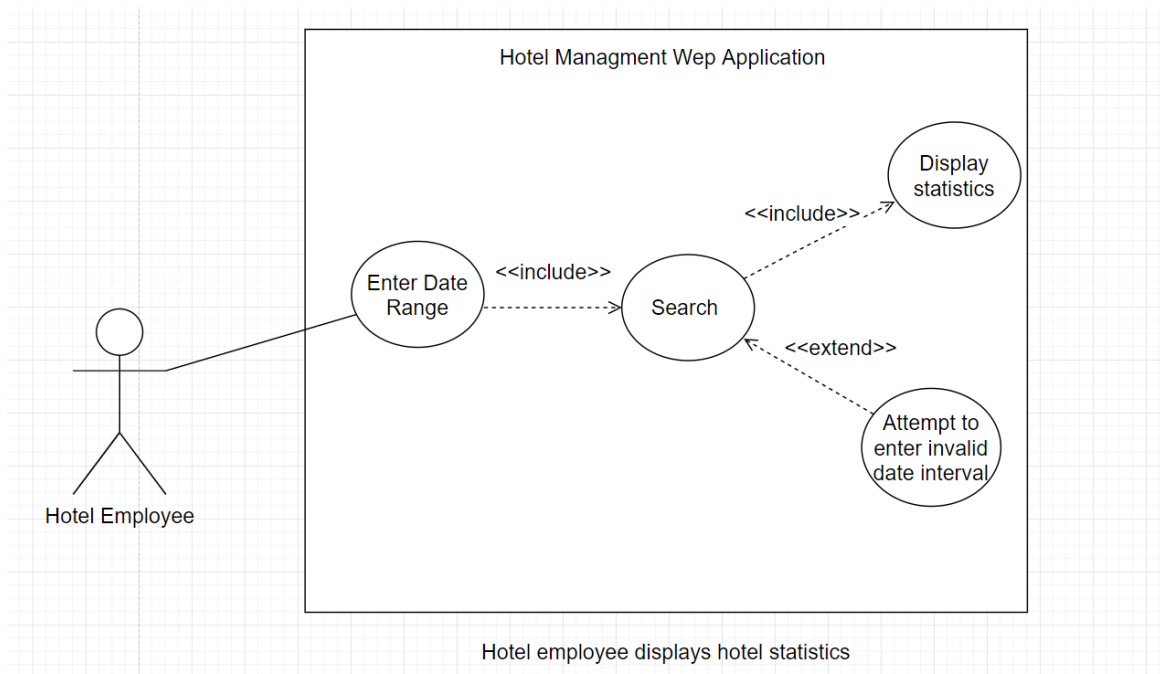 Hotel Managment Wep Application
Display
statistics
<<include>>
<<include>>
Enter Date
Range
Search
<<extend>>
Attempt to
enter invalid
date interval
Hotel Employee
Hotel employee displays hotel statistics